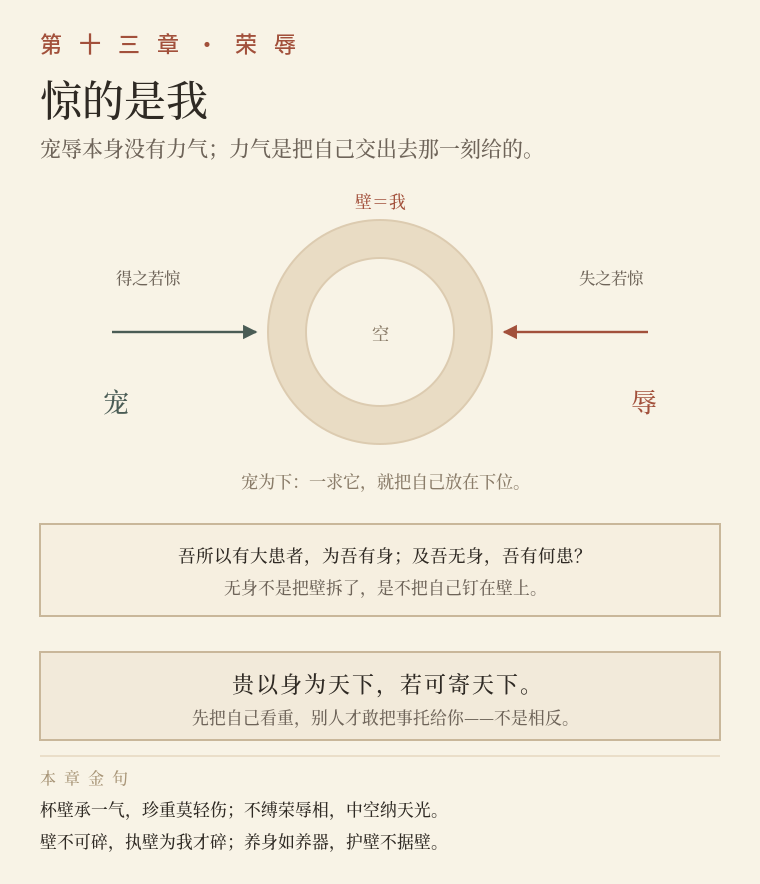 第十三章·荣辱
惊的是我
宠辱本身没有力气；力气是把自己交出去那一刻给的。
壁＝我
得之若惊
失之若惊
空
宠
辱
宠为下：一求它，就把自己放在下位。
吾所以有大患者，为吾有身；及吾无身，吾有何患？
无身不是把壁拆了，是不把自己钉在壁上。
贵以身为天下，若可寄天下。
先把自己看重，别人才敢把事托给你——不是相反。
本章金句
杯壁承一气，珍重莫轻伤；不缚荣辱相，中空纳天光。
壁不可碎，执壁为我才碎；养身如养器，护壁不据壁。